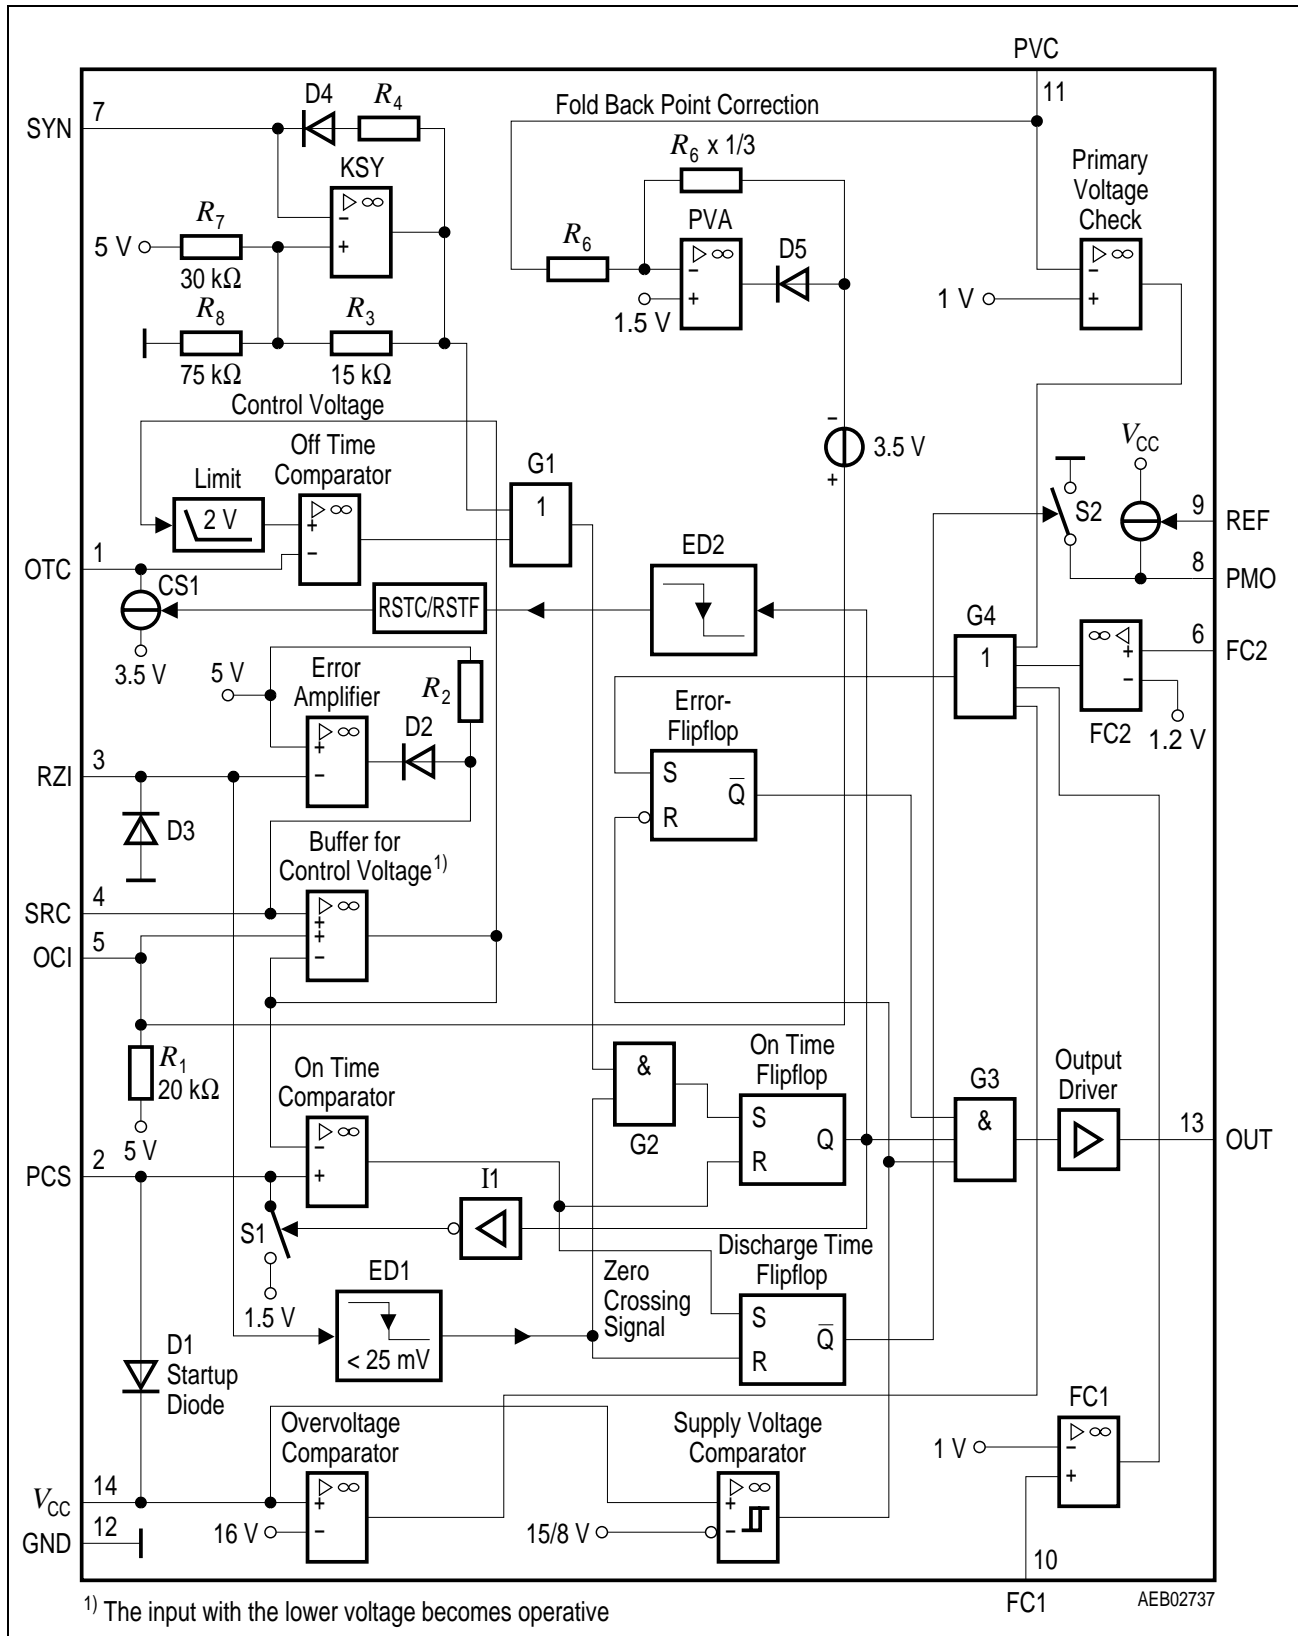 PVC
11
7
D4
R4
Fold Back Point Correction
SYN
R6 x 1/3
KSY
Primary
Voltage
Check
▷ ∞
-
+
R7
5 V
30 kΩ
R6
PVA
▷ ∞
-
+
D5
1.5 V
▷ ∞
-
+
1 V
R8
75 kΩ
R3
15 kΩ
Control Voltage
Off Time
Comparator
Limit
2 V
▷ ∞
+
-
G1
1
-
3.5 V
+
VCC
S2
9
REF
1
OTC
CS1
3.5 V
RSTC/RSTF
ED2
8
PMO
G4
1
∞ ◁
+
-
6
FC2
FC2
1.2 V
5 V
Error
Amplifier
R2
▷ ∞
+
-
D2
Error-
Flipflop
S
R
Q̅
3
RZI
D3
Buffer for
Control Voltage1)
▷ ∞
+
+
-
4
SRC
5
OCI
R1
20 kΩ
5 V
On Time
Comparator
▷ ∞
-
+
&
G2
On Time
Flipflop
S
R
Q
G3
&
Output
Driver
13
OUT
2
PCS
S1
1.5 V
I1
Discharge Time
Flipflop
S
R
Q̅
ED1
< 25 mV
Zero
Crossing
Signal
D1
Startup
Diode
Overvoltage
Comparator
▷ ∞
+
-
16 V
Supply Voltage
Comparator
▷ ∞
+
-
15/8 V
FC1
▷ ∞
-
+
1 V
14
VCC
12
GND
10
FC1
1) The input with the lower voltage becomes operative
AEB02737